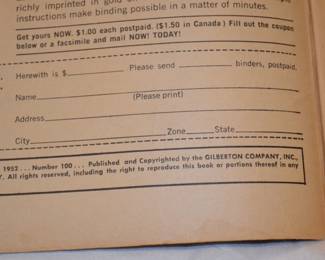 richly imprinted in gold
instructions make binding possible in a matter of minutes.
Get yours NOW. $1.00 each postpaid. ($1.50 in Canada) Fill out the coupon
below or a facsimile and mail NOW! TODAY!
Herewith is $ Please send binders, postpaid.
Name
(Please print)
Address
City Zone State
1952...Number 100... Published and Copyrighted by the GILBERTON COMPANY, INC.,
Y. All rights reserved, including the right to reproduce this book or portions thereof in any